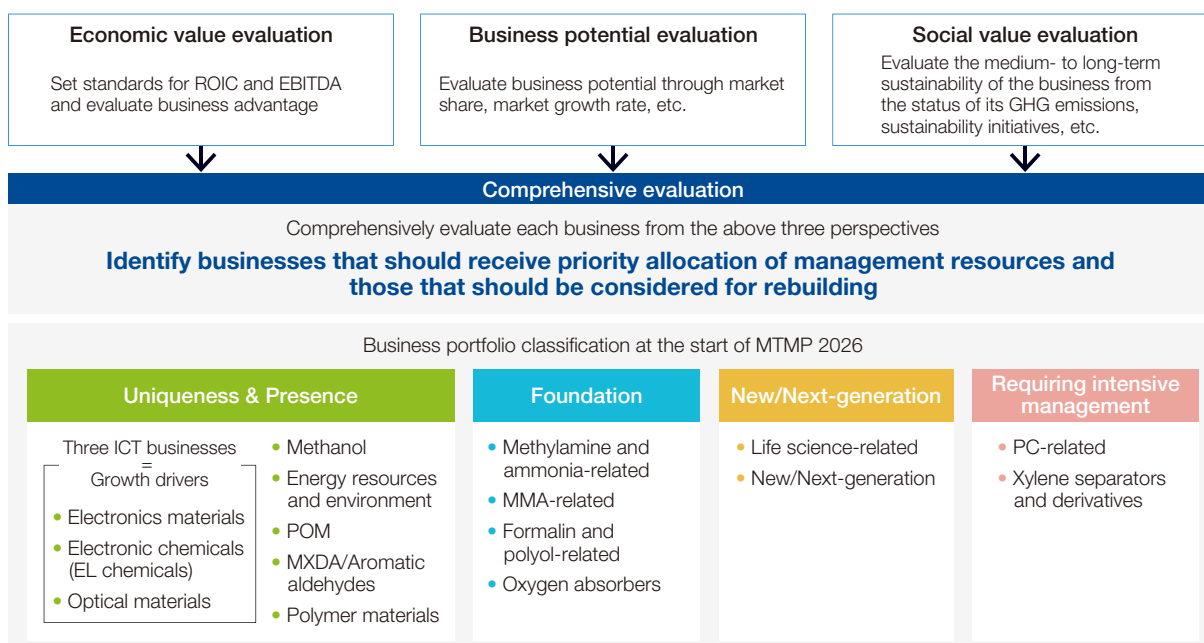 Economic value evaluation
Set standards for ROIC and EBITDA
and evaluate business advantage
Business potential evaluation
Evaluate business potential through market
share, market growth rate, etc.
Social value evaluation
Evaluate the medium- to long-term
sustainability of the business from
the status of its GHG emissions,
sustainability initiatives, etc.
Comprehensive evaluation
Comprehensively evaluate each business from the above three perspectives
Identify businesses that should receive priority allocation of management resources and
those that should be considered for rebuilding
Business portfolio classification at the start of MTMP 2026
Uniqueness & Presence
Three ICT businesses
=
Growth drivers
• Electronics materials
• Electronic chemicals
(EL chemicals)
• Optical materials
• Methanol
• Energy resources
and environment
• POM
• MXDA/Aromatic
aldehydes
• Polymer materials
Foundation
• Methylamine and
ammonia-related
• MMA-related
• Formalin and
polyol-related
• Oxygen absorbers
New/Next-generation
• Life science-related
• New/Next-generation
Requiring intensive
management
• PC-related
• Xylene separators
and derivatives